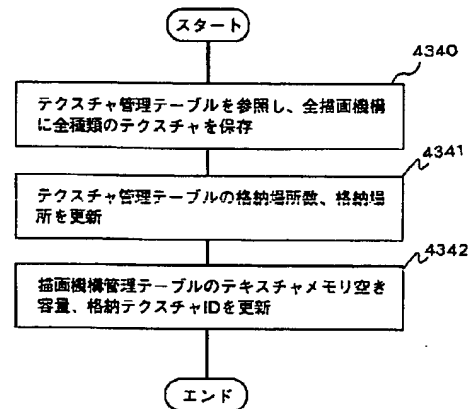 スタート
4340
テクスチャ管理テーブルを参照し、全描画機構
に全種類のテクスチャを保存
4341
テクスチャ管理テーブルの格納場所数、格納場
所を更新
4342
描画機構管理テーブルのテキスチャメモリ空き
容量、格納テクスチャIDを更新
エンド